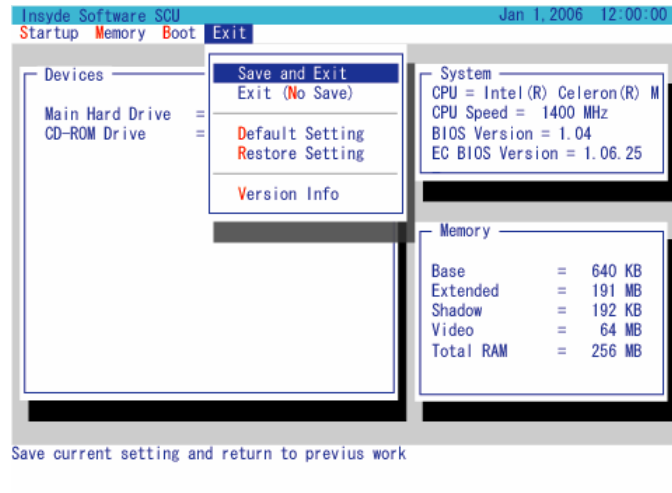 Insyde Software SCU Jan 1,2006 12:00:00
Startup Memory Boot Exit
Devices
Main Hard Drive =
CD-ROM Drive =
Save and Exit
Exit (No Save)
Default Setting
Restore Setting
Version Info
System
CPU = Intel(R) Celeron(R) M
CPU Speed = 1400 MHz
BIOS Version = 1.04
EC BIOS Version = 1.06.25
Memory
Base = 640 KB
Extended = 191 MB
Shadow = 192 KB
Video = 64 MB
Total RAM = 256 MB
Save current setting and return to previus work